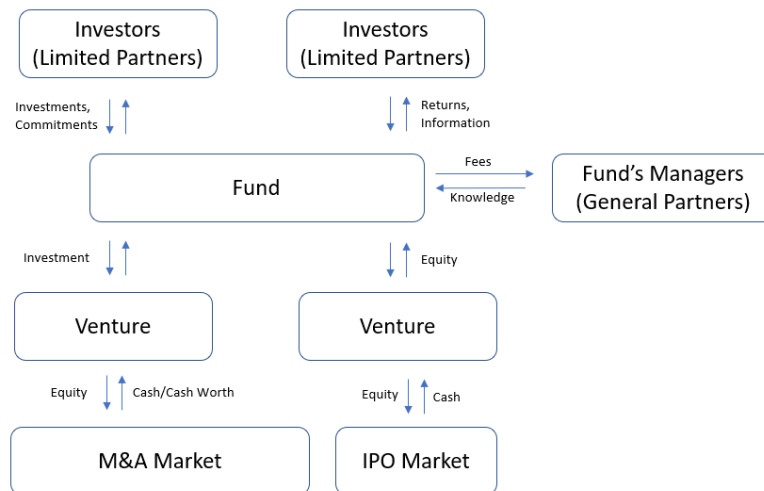 Investors
(Limited Partners)
Investors
(Limited Partners)
Investments,
Commitments
Returns,
Information
Fund
Fees
Knowledge
Fund's Managers
(General Partners)
Investment
Equity
Venture
Venture
Equity
Cash/Cash Worth
Equity
Cash
M&A Market
IPO Market